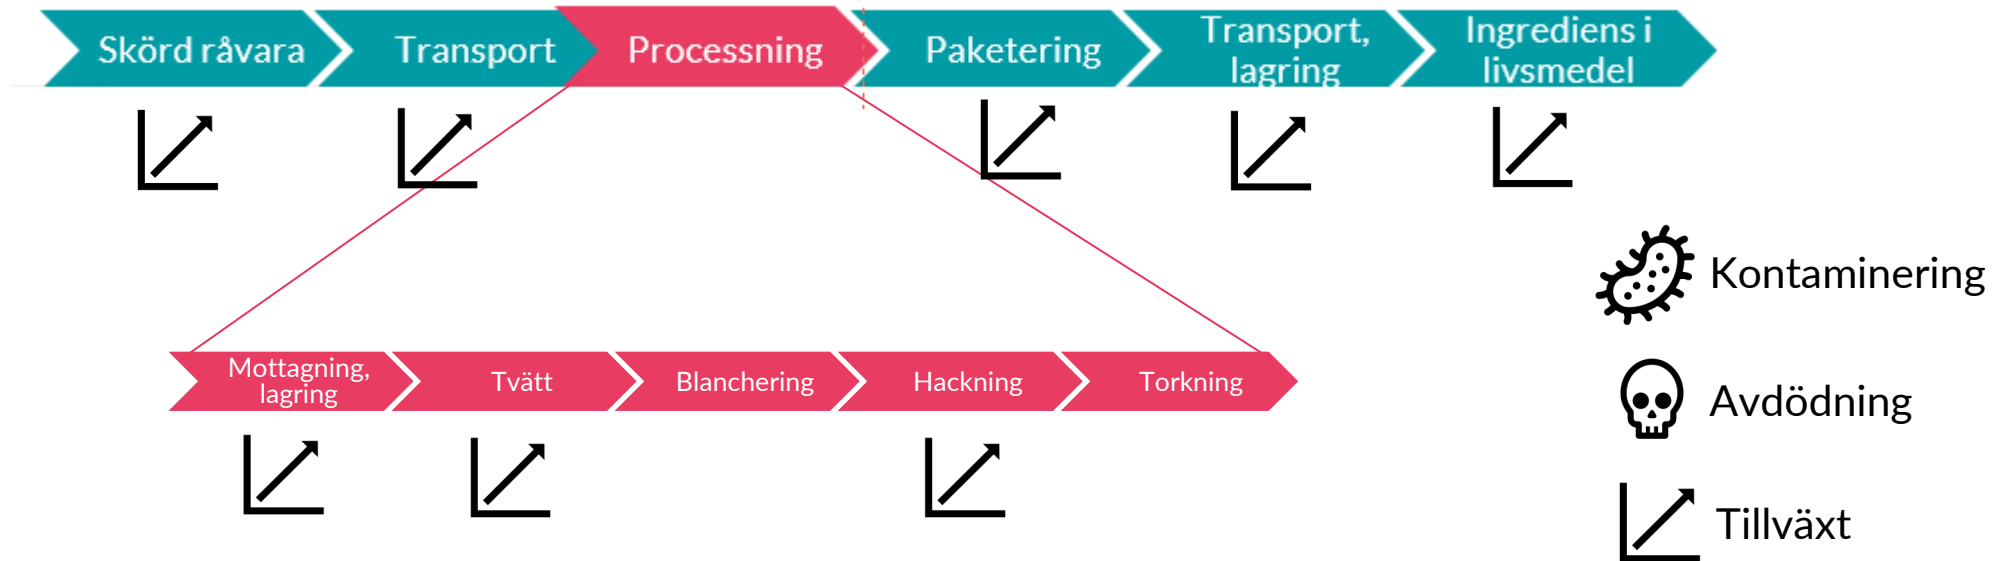 Skörd råvara
Transport
Processning
Paketering
Transport,
lagring
Ingrediens i
livsmedel
Kontaminering
Mottagning,
lagring
Tvätt
Blanchering
Hackning
Torkning
Avdödning
Tillväxt